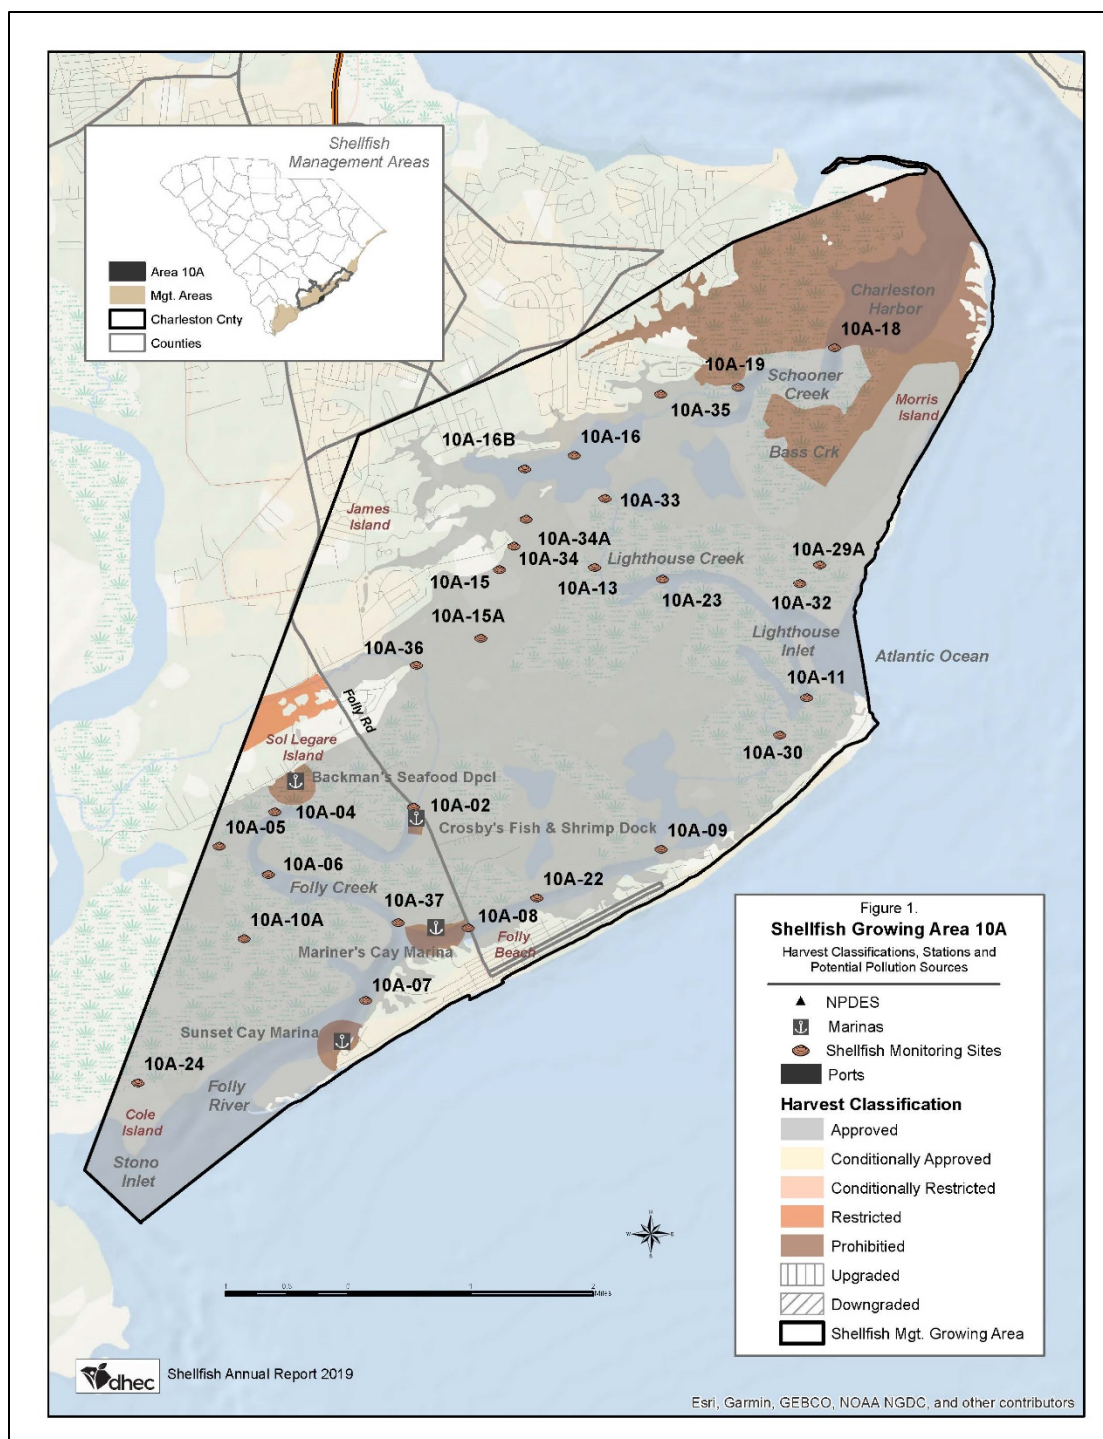 Shellfish
Management Areas
Area 10A
Mgt. Areas
Charleston Cnty
Counties
Charleston
Harbor
10A-18
10A-19
Schooner
Creek
10A-35
Morris
Island
10A-16B
10A-16
Bass Crk
10A-33
James
Island
10A-34A
10A-34
Lighthouse Creek
10A-29A
10A-15
10A-13
10A-23
10A-32
10A-15A
Lighthouse
Inlet
10A-36
Atlantic Ocean
10A-11
Folly Rd
Sol Legare
Island
10A-30
Backman's Seafood Dpcl
10A-04
10A-02
10A-05
Crosby's Fish & Shrimp Dock
10A-09
10A-06
Folly Creek
10A-22
10A-37
10A-08
10A-10A
Mariner's Cay Marina
Folly
Beach
10A-07
Sunset Cay Marina
10A-24
Folly
River
Cole
Island
Stono
Inlet
Figure 1.
Shellfish Growing Area 10A
Harvest Classifications, Stations and
Potential Pollution Sources
NPDES
Marinas
Shellfish Monitoring Sites
Ports
Harvest Classification
Approved
Conditionally Approved
Conditionally Restricted
Restricted
Prohibitied
Upgraded
Downgraded
Shellfish Mgt. Growing Area
N
W E
S
1 0.5 0 1 2
Miles
dhec
Shellfish Annual Report 2019
Esri, Garmin, GEBCO, NOAA NGDC, and other contributors